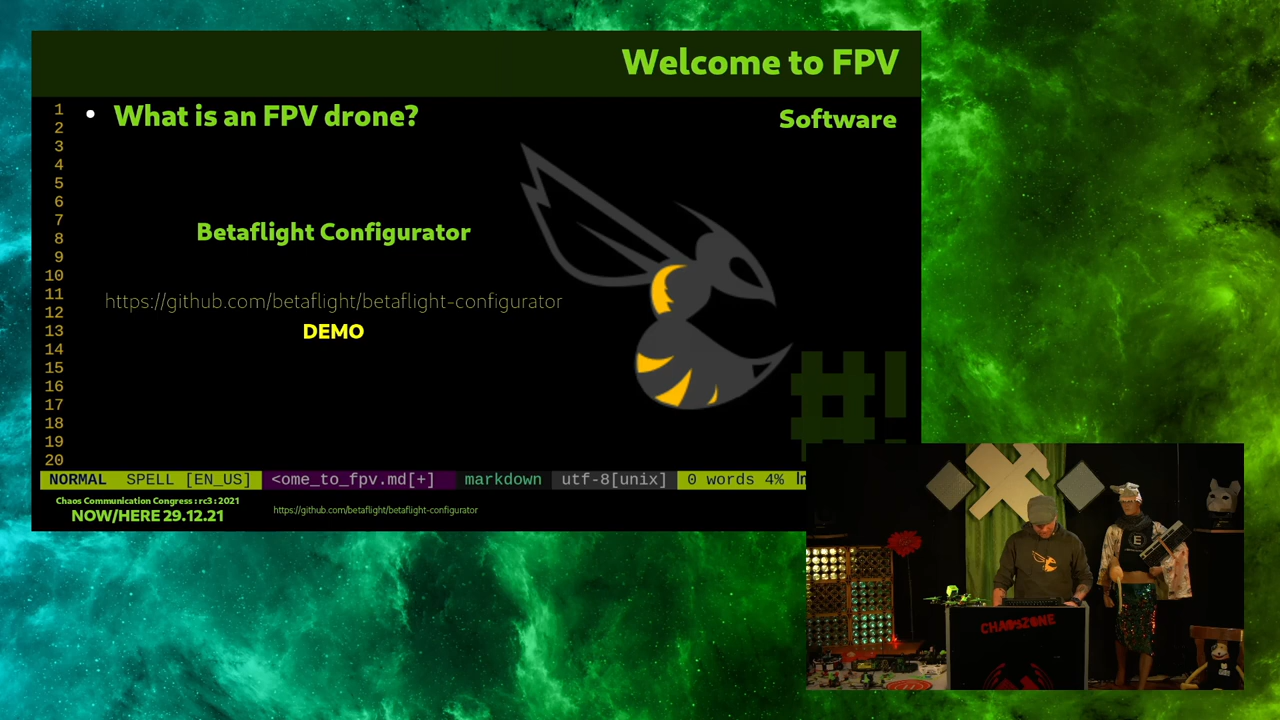 Welcome to FPV
Software
1
2
3
4
5
6
7
8
9
10
11
12
13
14
15
16
17
18
19
20
• What is an FPV drone?
Betaflight Configurator
https://github.com/betaflight/betaflight-configurator
DEMO
#!
NORMAL SPELL [EN_US] <ome_to_fpv.md[+] markdown utf-8[unix] 0 words 4% ln
Chaos Communication Congress : rc3 : 2021
NOW/HERE 29.12.21
https://github.com/betaflight/betaflight-configurator
E
CHAOSZONE